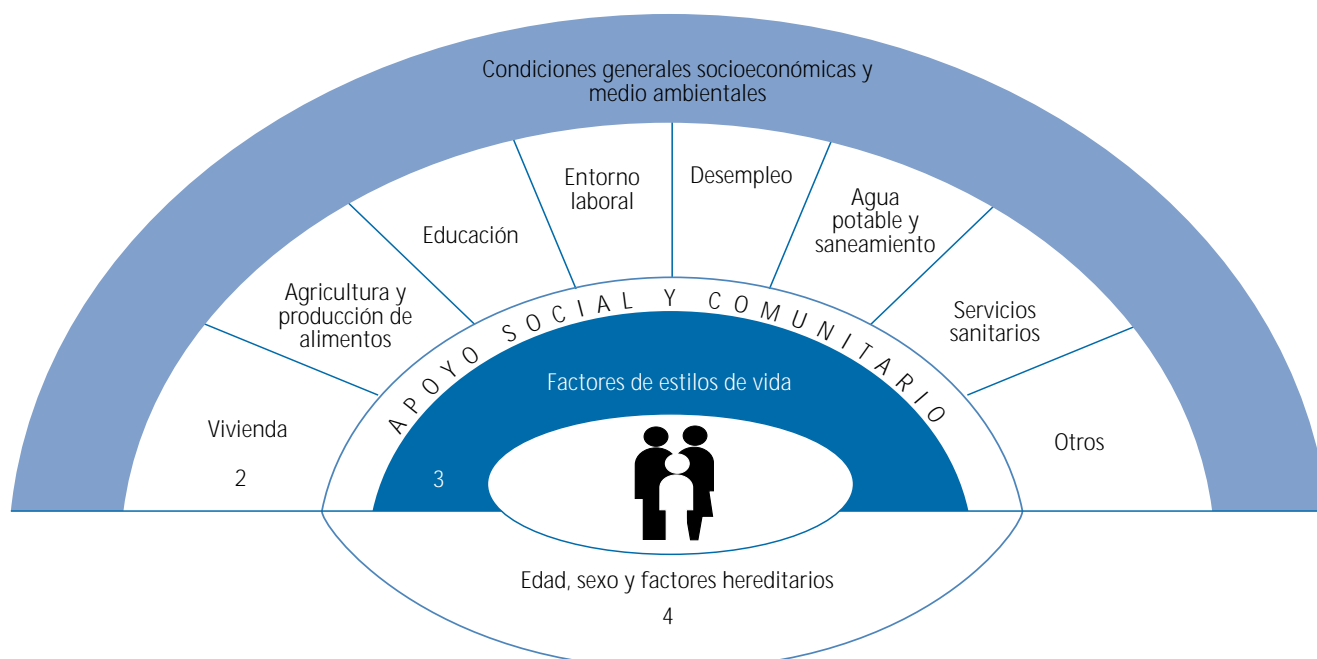 Condiciones generales socioeconómicas y
medio ambientales
Entorno
laboral
Desempleo
Educación
Agua
potable y
saneamiento
Agricultura y
producción de
alimentos
Servicios
sanitarios
APOYO SOCIAL Y COMUNITARIO
Factores de estilos de vida
Vivienda
2
3
Otros
Edad, sexo y factores hereditarios
4